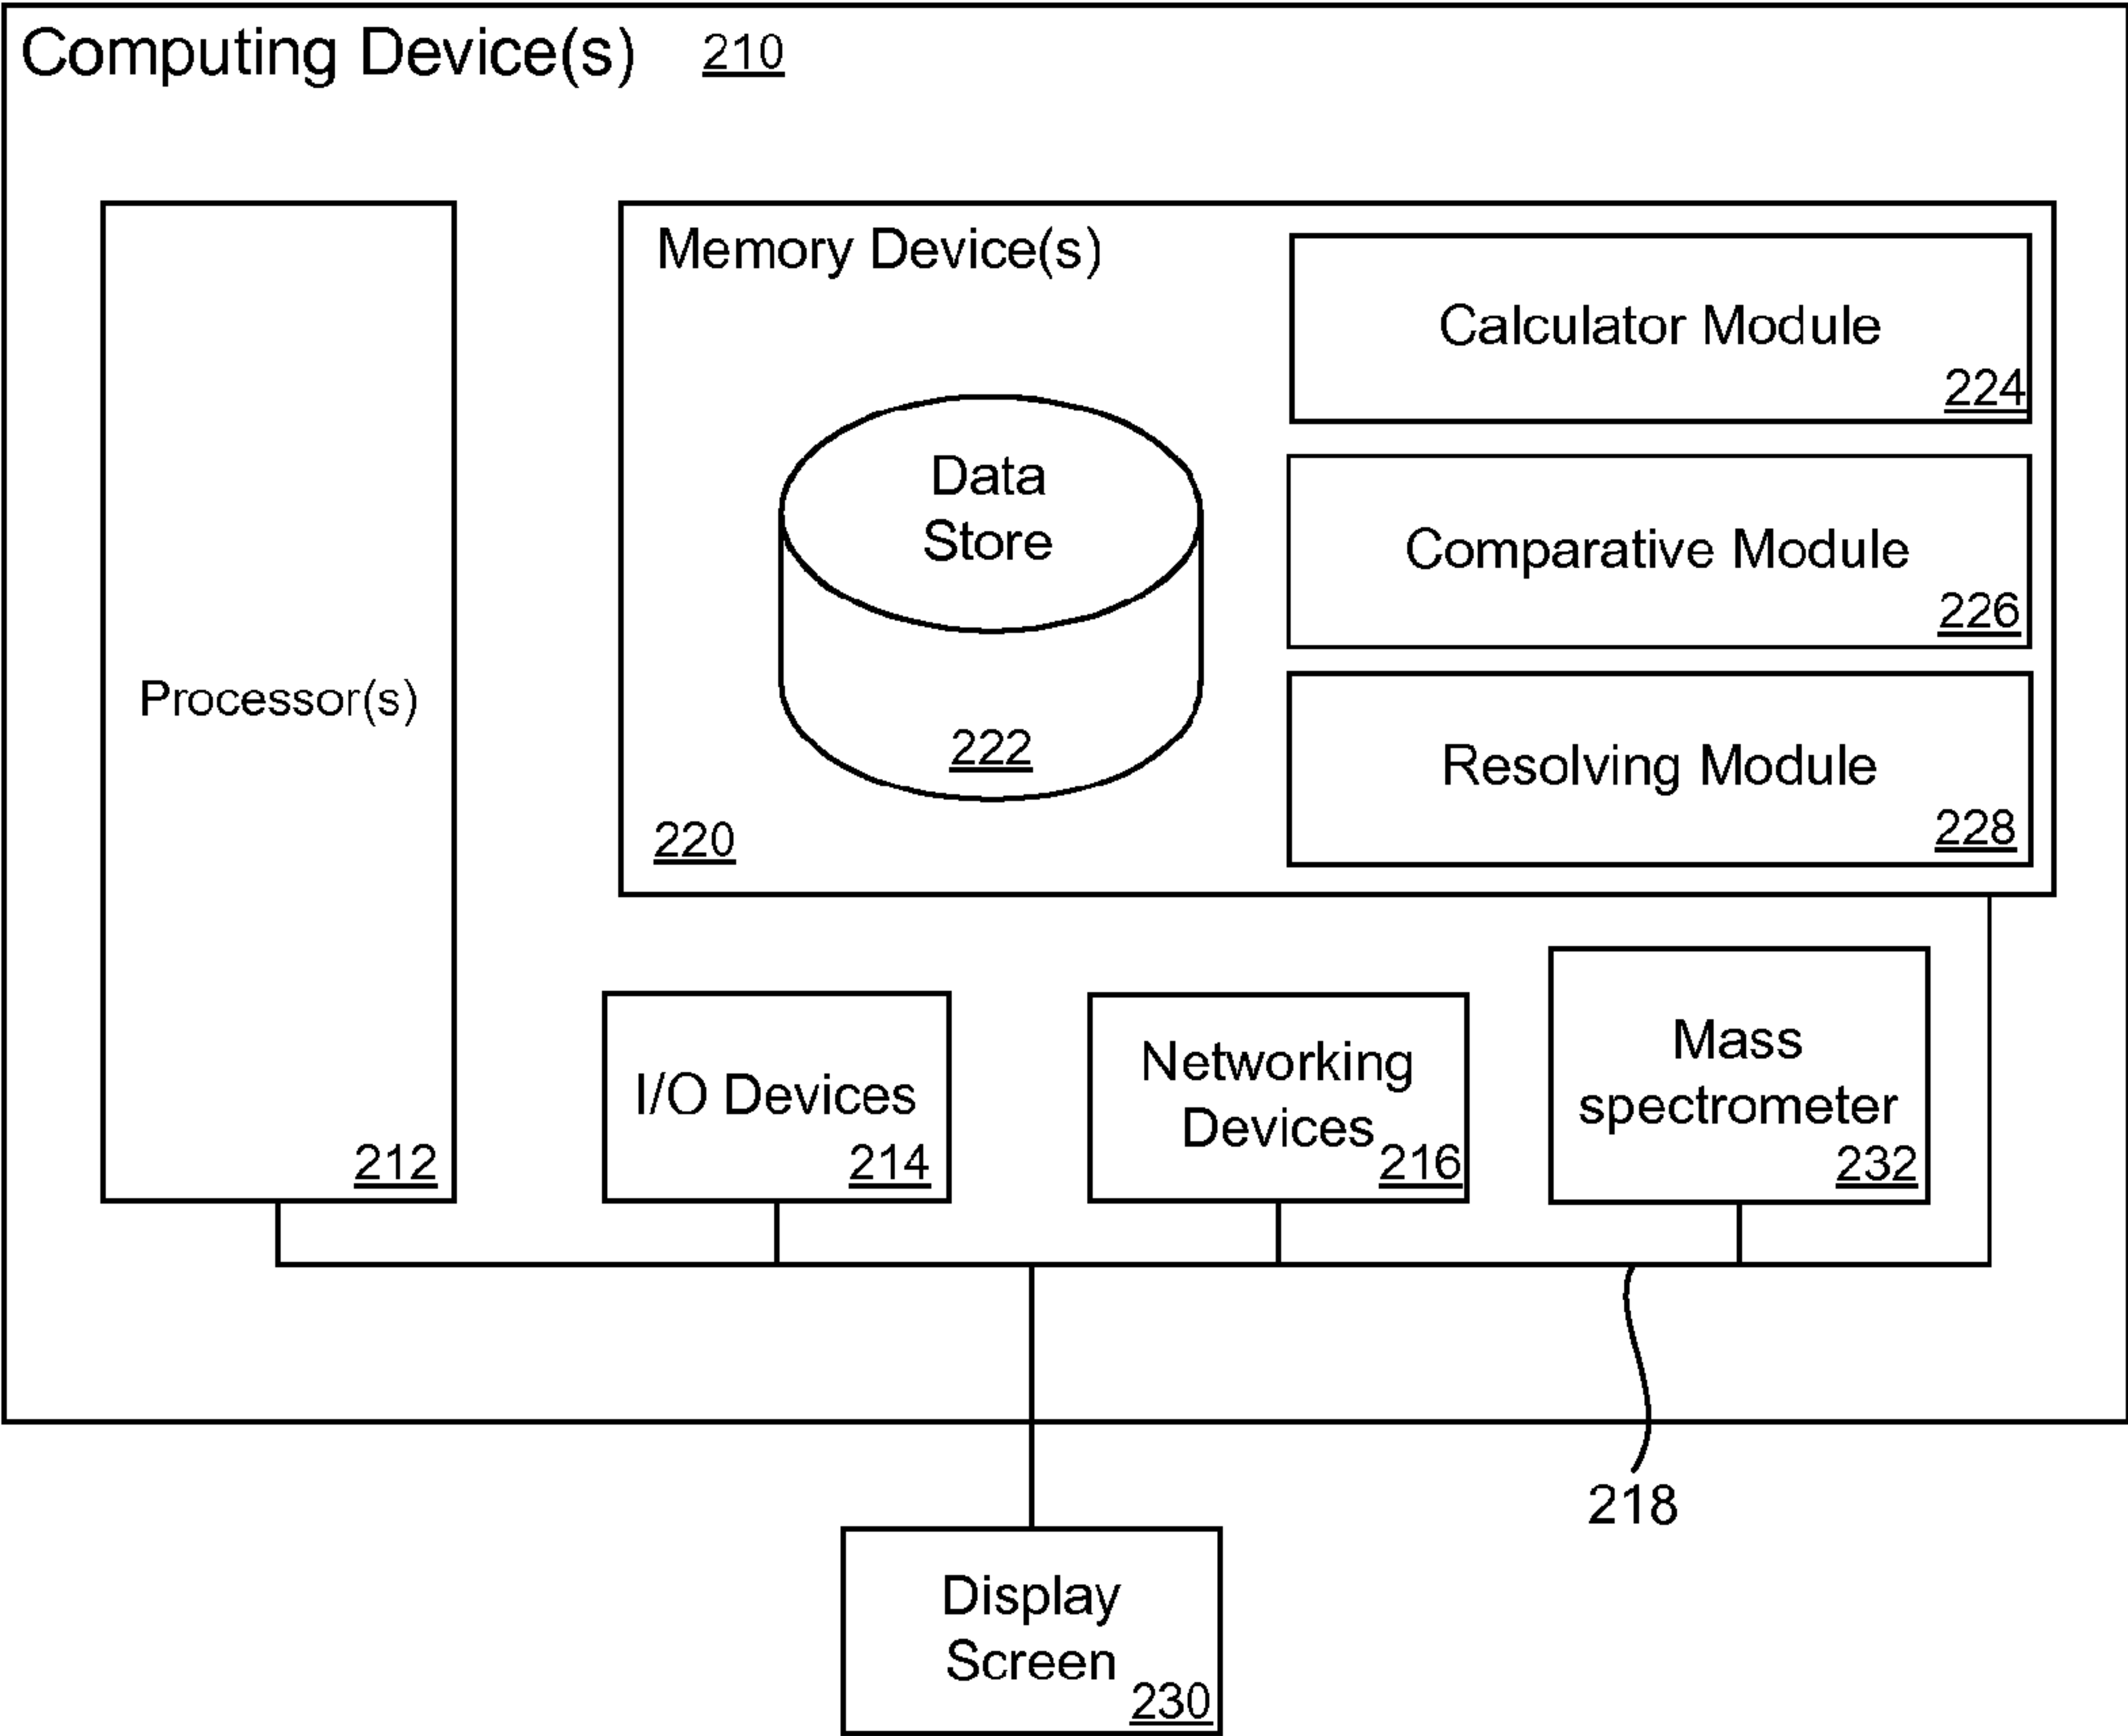 Computing Device(s) 210
Processor(s)
212
Memory Device(s)
Data
Store
222
220
Calculator Module
224
Comparative Module
226
Resolving Module
228
I/O Devices
214
Networking
Devices
216
Mass
spectrometer
232
218
Display
Screen
230